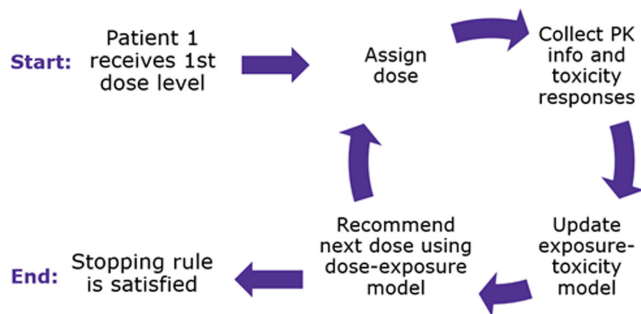 Start:
Patient 1
receives 1st
dose level
Assign
dose
Collect PK
info and
toxicity
responses
Update
exposure-
toxicity
model
Recommend
next dose using
dose-exposure
model
End:
Stopping rule
is satisfied